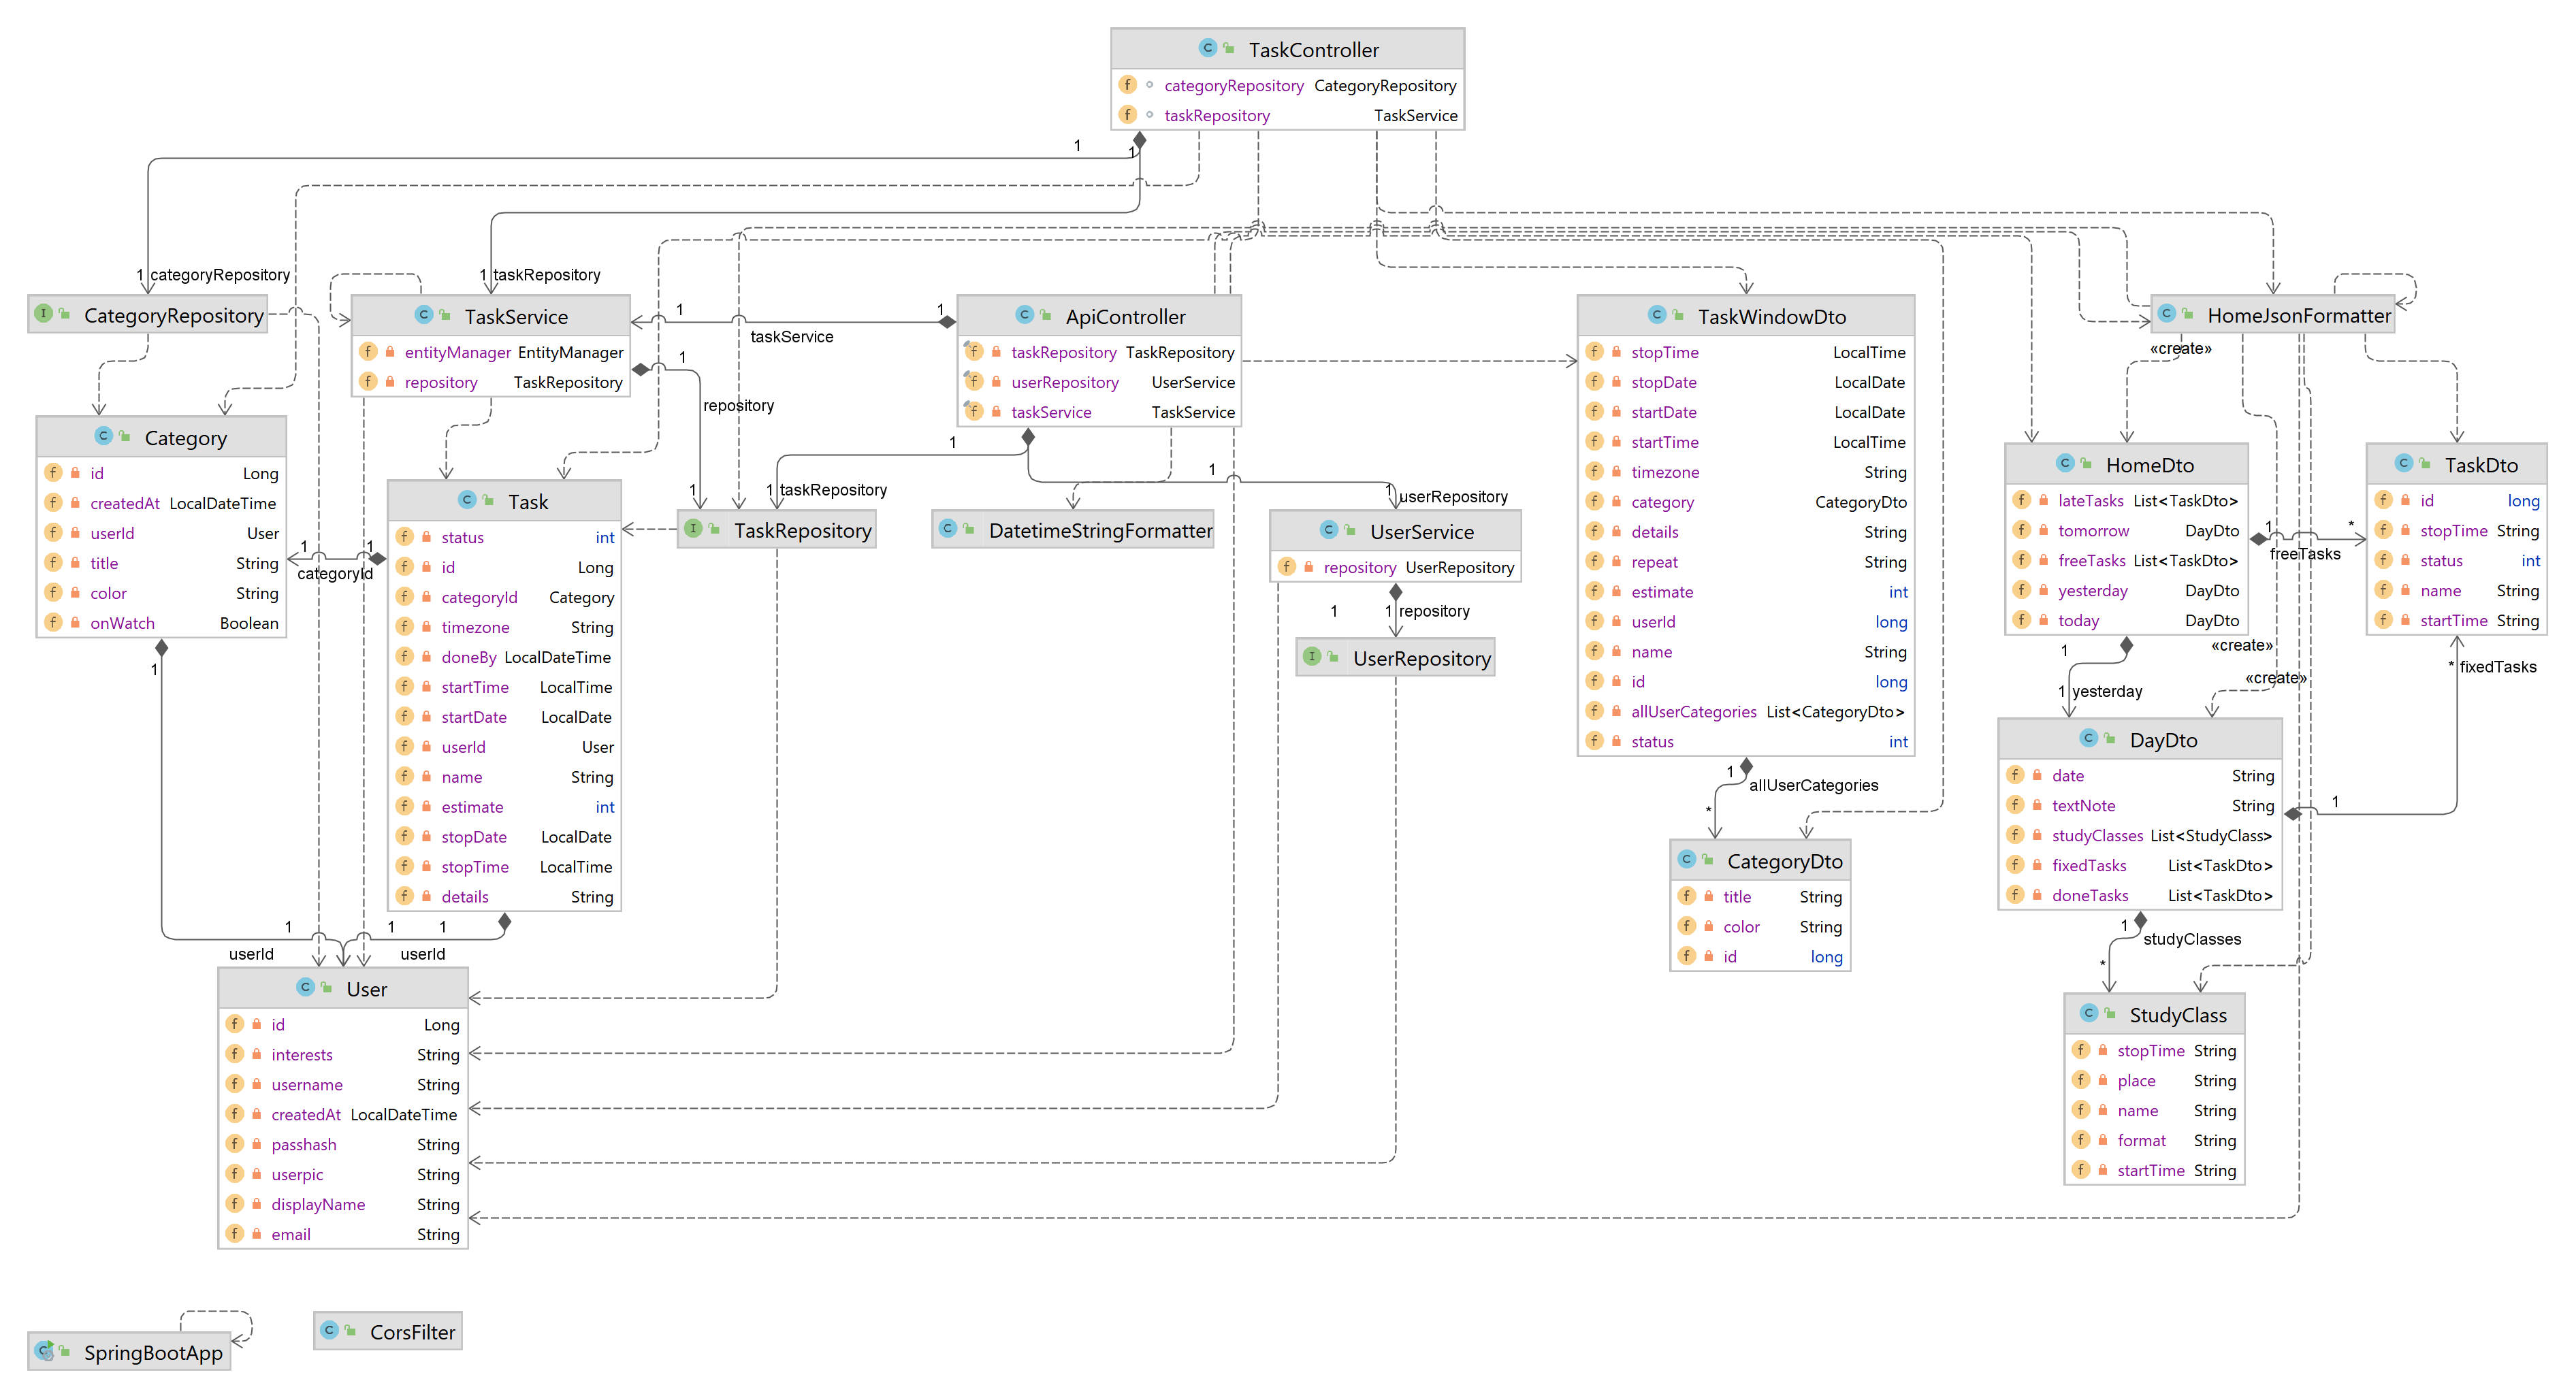 TaskController
categoryRepository CategoryRepository
taskRepository TaskService
1
1
1 categoryRepository
1 taskRepository
CategoryRepository
TaskService
entityManager EntityManager
repository TaskRepository
1
1
taskService
1
repository
1
ApiController
taskRepository TaskRepository
userRepository UserService
taskService TaskService
1
1 taskRepository
1
1 userRepository
TaskWindowDto
stopTime LocalTime
stopDate LocalDate
startDate LocalDate
startTime LocalTime
timezone String
category CategoryDto
details String
repeat String
estimate int
userId long
name String
id long
allUserCategories List<CategoryDto>
status int
HomeJsonFormatter
«create»
Category
id Long
createdAt LocalDateTime
userId User
title String
color String
onWatch Boolean
1
1
categoryId
Task
status int
id Long
categoryId Category
timezone String
doneBy LocalDateTime
startTime LocalTime
startDate LocalDate
userId User
name String
estimate int
stopDate LocalDate
stopTime LocalTime
details String
TaskRepository
DatetimeStringFormatter
UserService
repository UserRepository
1
1 repository
UserRepository
HomeDto
lateTasks List<TaskDto>
tomorrow DayDto
freeTasks List<TaskDto>
yesterday DayDto
today DayDto
1
*
freeTasks
TaskDto
id long
stopTime String
status int
name String
startTime String
«create»
1
«create»
* fixedTasks
1 yesterday
DayDto
date String
textNote String
studyClasses List<StudyClass>
fixedTasks List<TaskDto>
doneTasks List<TaskDto>
1
1
allUserCategories
*
CategoryDto
title String
color String
id long
1
studyClasses
*
StudyClass
stopTime String
place String
name String
format String
startTime String
1
1
1
1
userId
userId
User
id Long
interests String
username String
createdAt LocalDateTime
passhash String
userpic String
displayName String
email String
SpringBootApp
CorsFilter